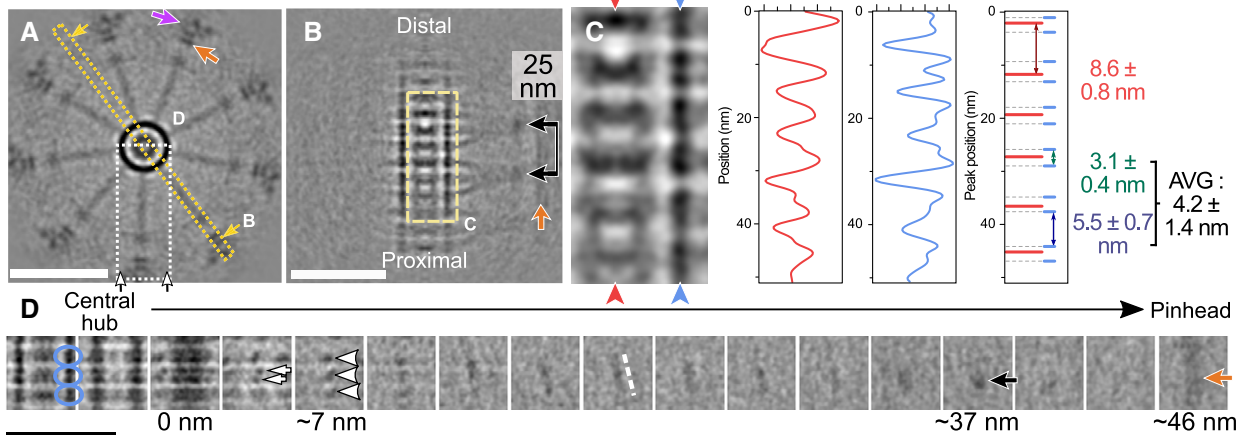 A
D
B
B
Distal
25
nm
C
Proximal
C
Position (nm)
0
20
40
0
20
40
Peak position (nm)
0
20
40
8.6 ±
0.8 nm
3.1 ±
0.4 nm
5.5 ± 0.7
nm
AVG :
4.2 ±
1.4 nm
D
Central
hub
Pinhead
0 nm
~7 nm
~37 nm
~46 nm